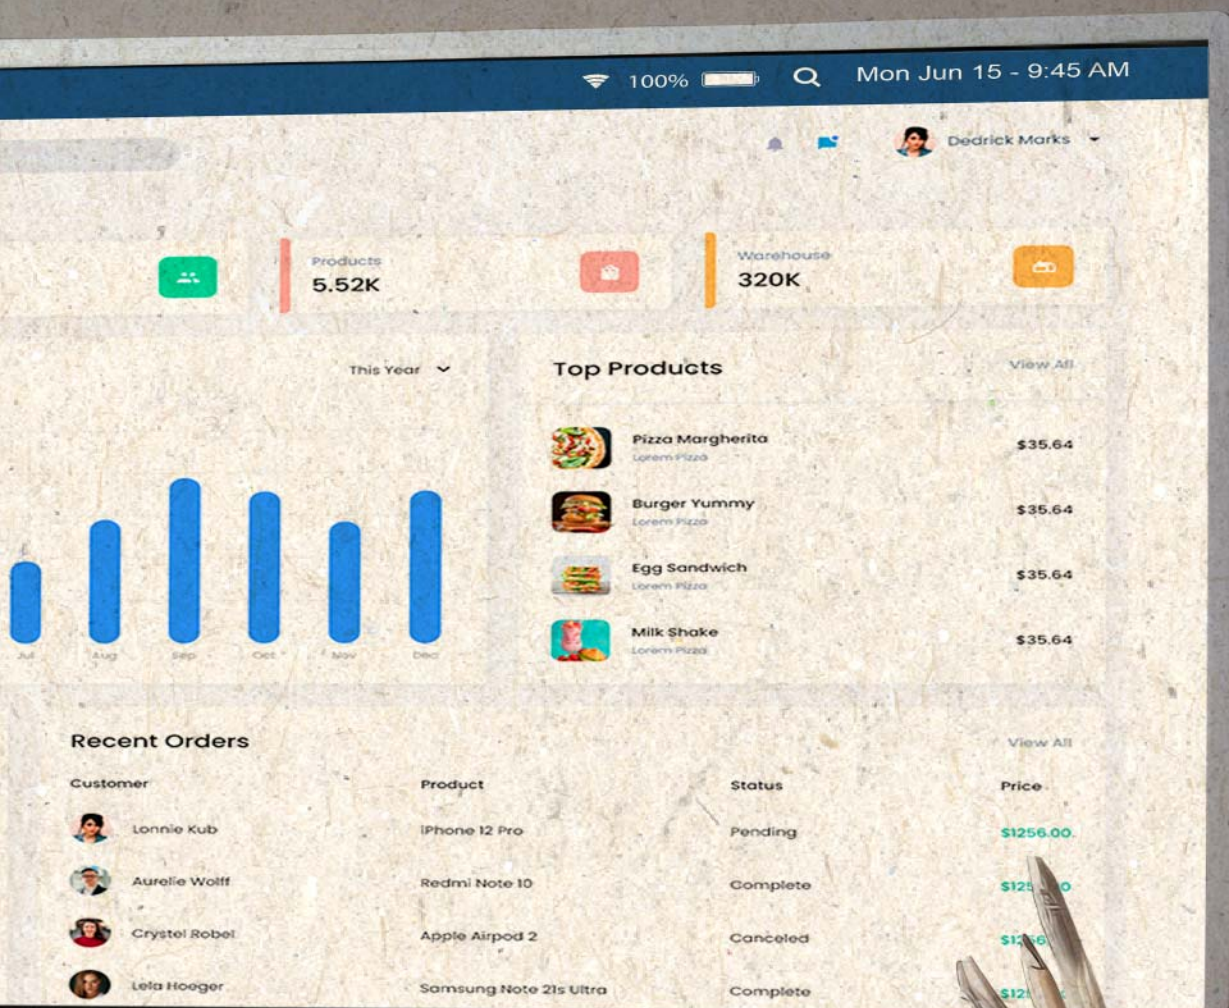 100% Mon Jun 15 - 9:45 AM
Dedrick Marks
Products
5.52K
Warehouse
320K
This Year
Jul Aug Sep Oct Nov Dec
Top Products View All
Pizza Margherita $35.64
Lorem Pizza
Burger Yummy $35.64
Lorem Pizza
Egg Sandwich $35.64
Lorem Pizza
Milk Shake $35.64
Lorem Pizza
Recent Orders View All
Customer Product Status Price
Lonnie Kub iPhone 12 Pro Pending $1256.00.
Aurelie Wolff Redmi Note 10 Complete
Crystel Robel Apple Airpod 2 Canceled
Lela Hoeger Samsung Note 21s Ultra Complete